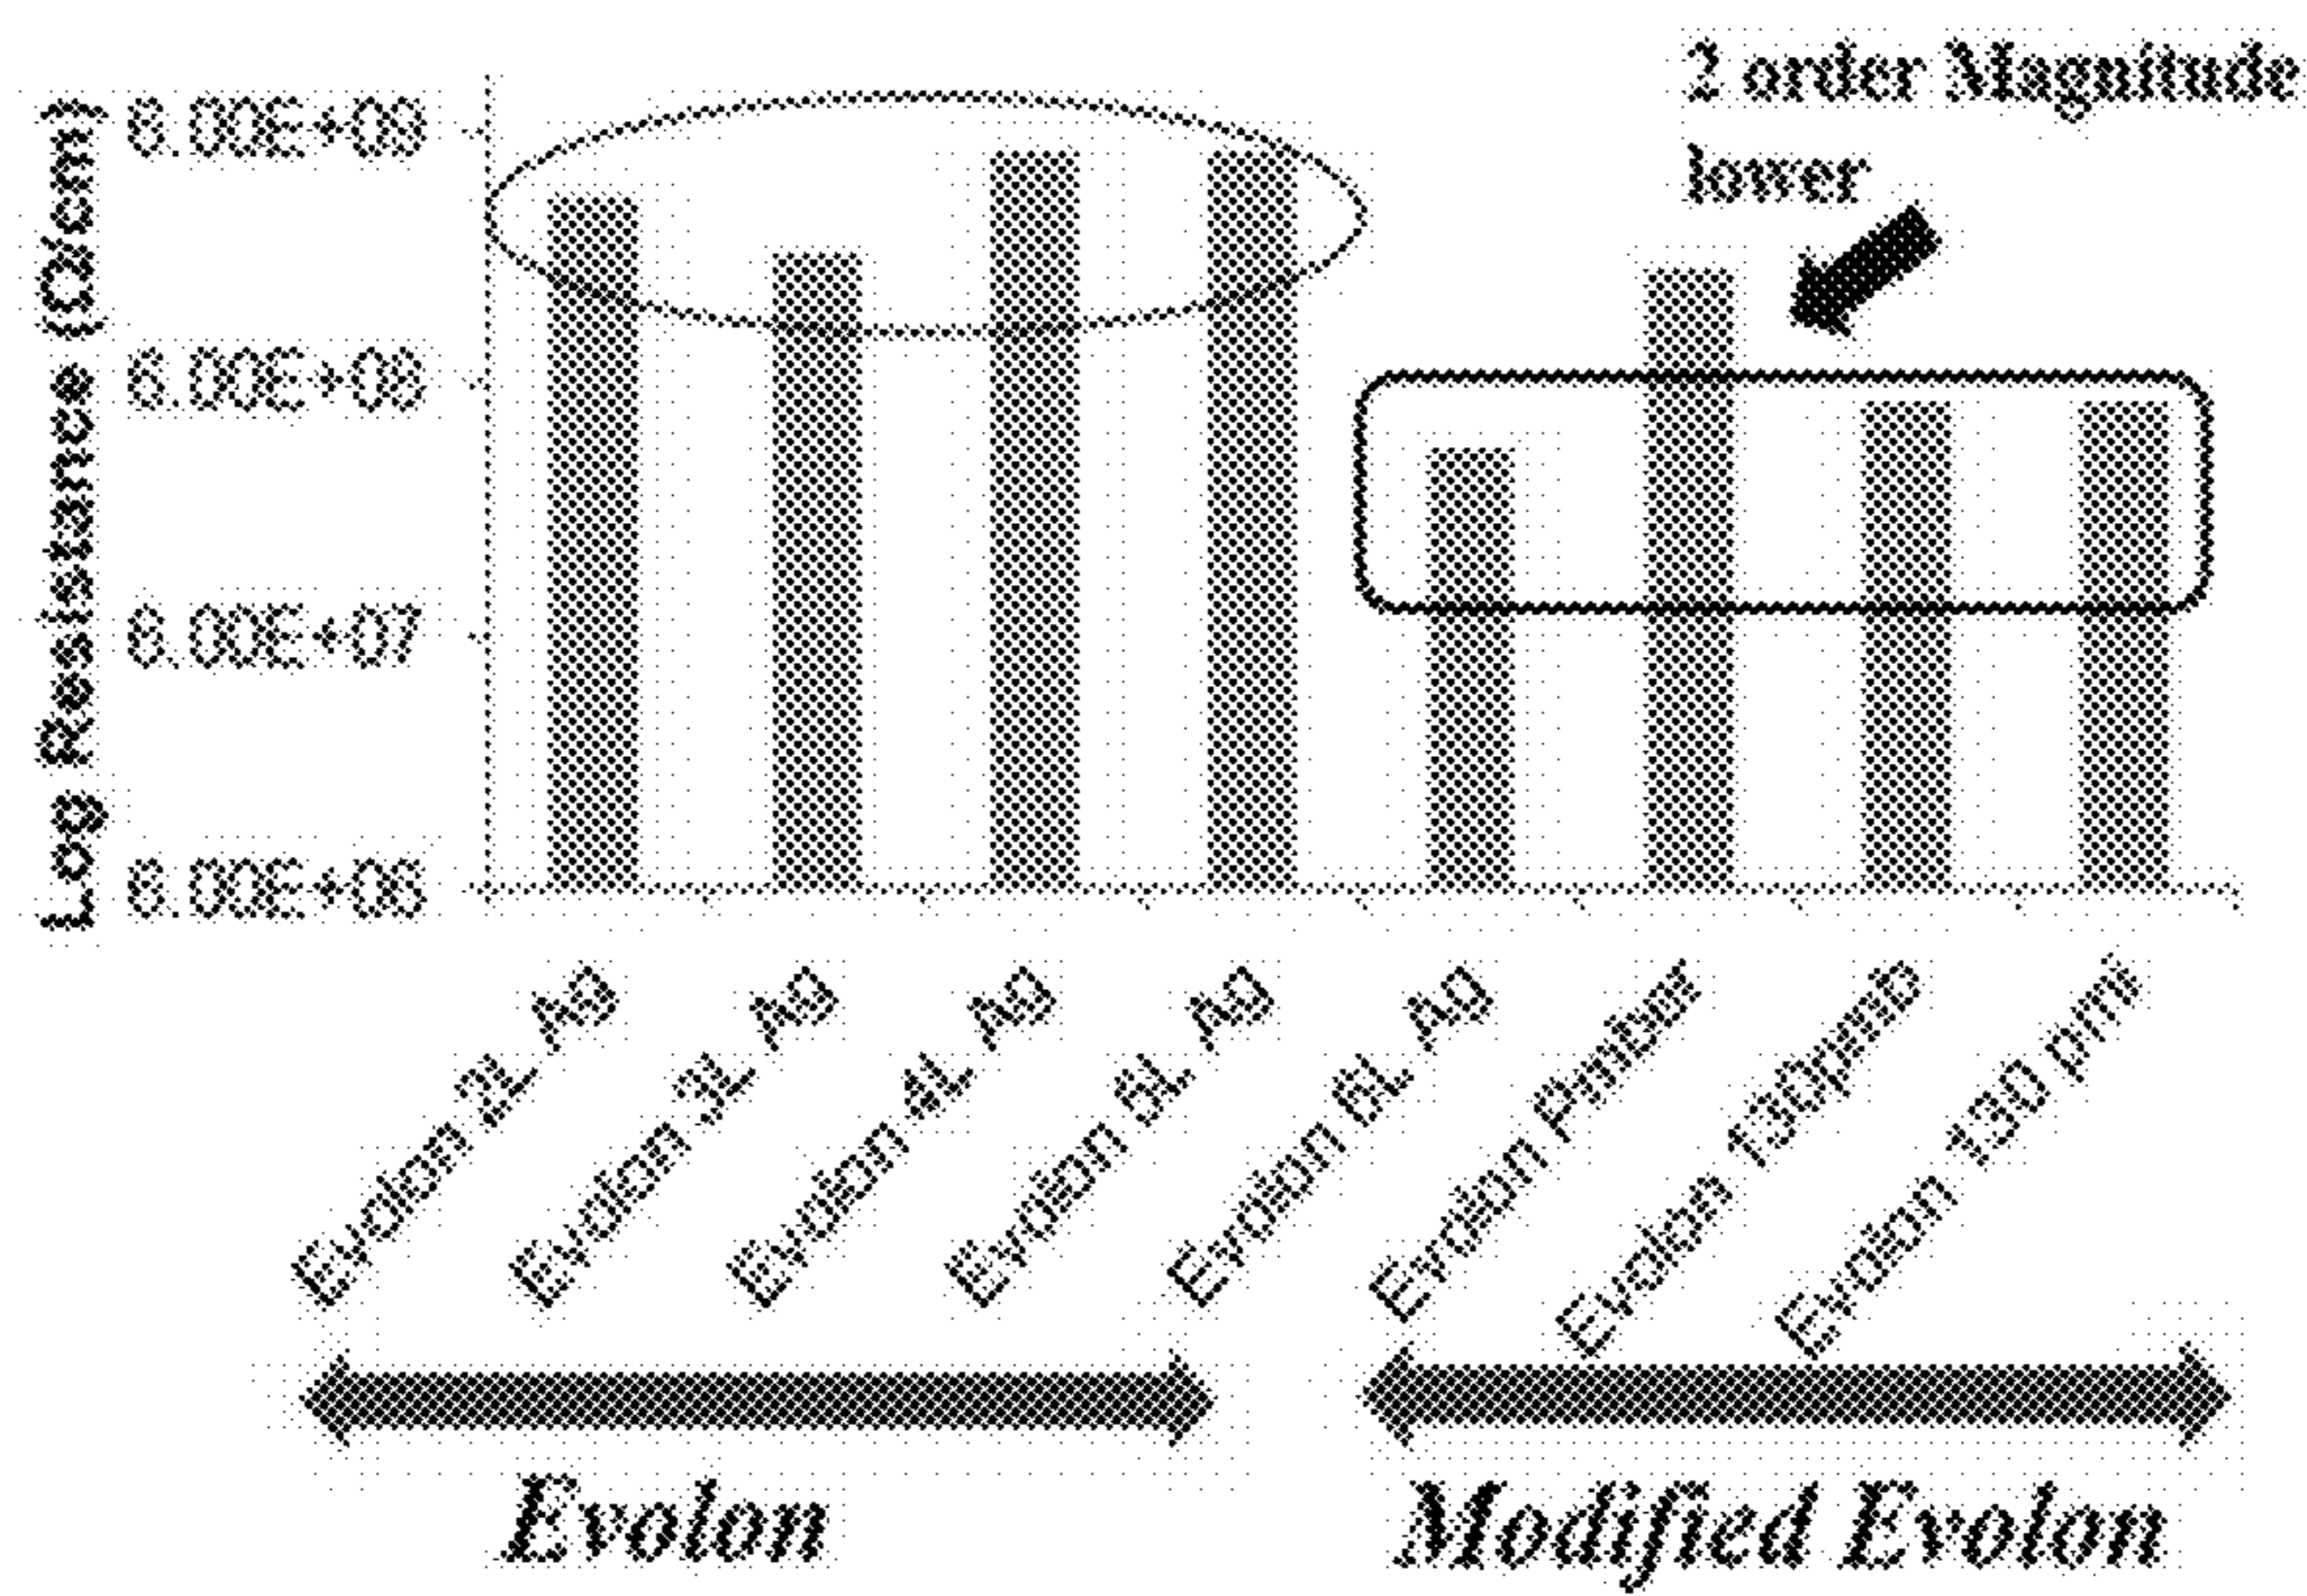 2 order Magnitude
lower
Log Resistance (Ω/cm)
6.00E+09
6.00E+08
6.00E+07
6.00E+06
Evolon 2L Ag
Evolon 3L Ag
Evolon 4L Ag
Evolon 5L Ag
Evolon 6L Ag
Evolon
Evolon
Evolon 130 pmi
Evolon
Modified Evolon